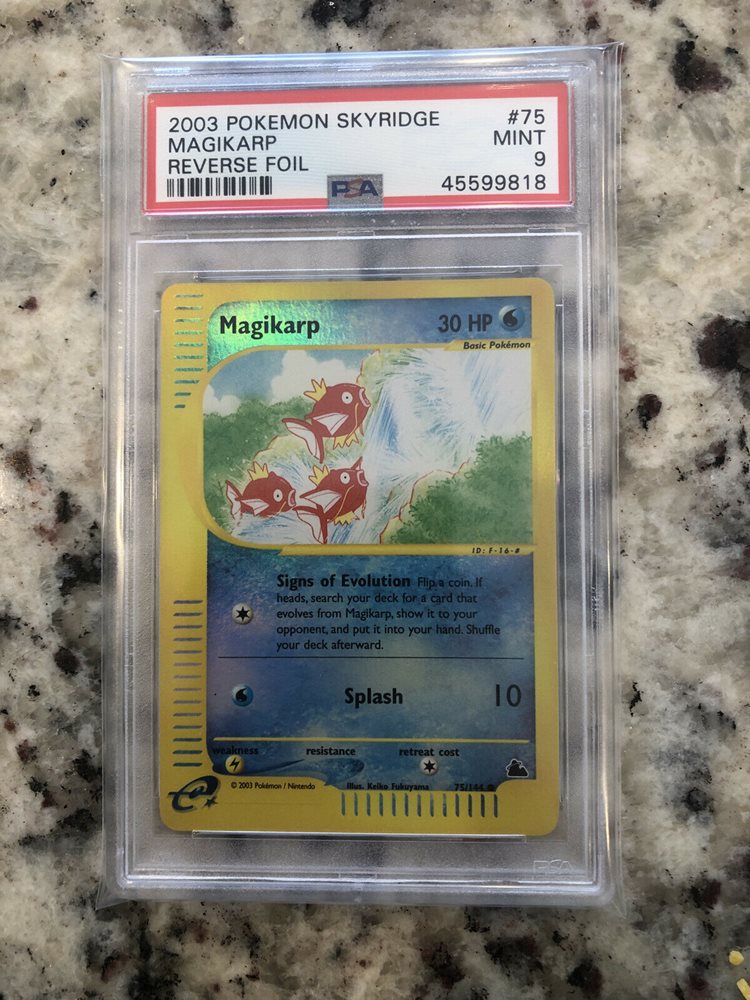 2003 POKEMON SKYRIDGE #75
MAGIKARP MINT
REVERSE FOIL 9
PSA 45599818
Magikarp 30 HP
Basic Pokémon
ID: F-16-#
Signs of Evolution Flip a coin. If
heads, search your deck for a card that
evolves from Magikarp, show it to your
opponent, and put it into your hand. Shuffle
your deck afterward.
Splash 10
weakness resistance retreat cost
© 2003 Pokémon / Nintendo Illus. Keiko Fukuyama 75/144
e
PSA